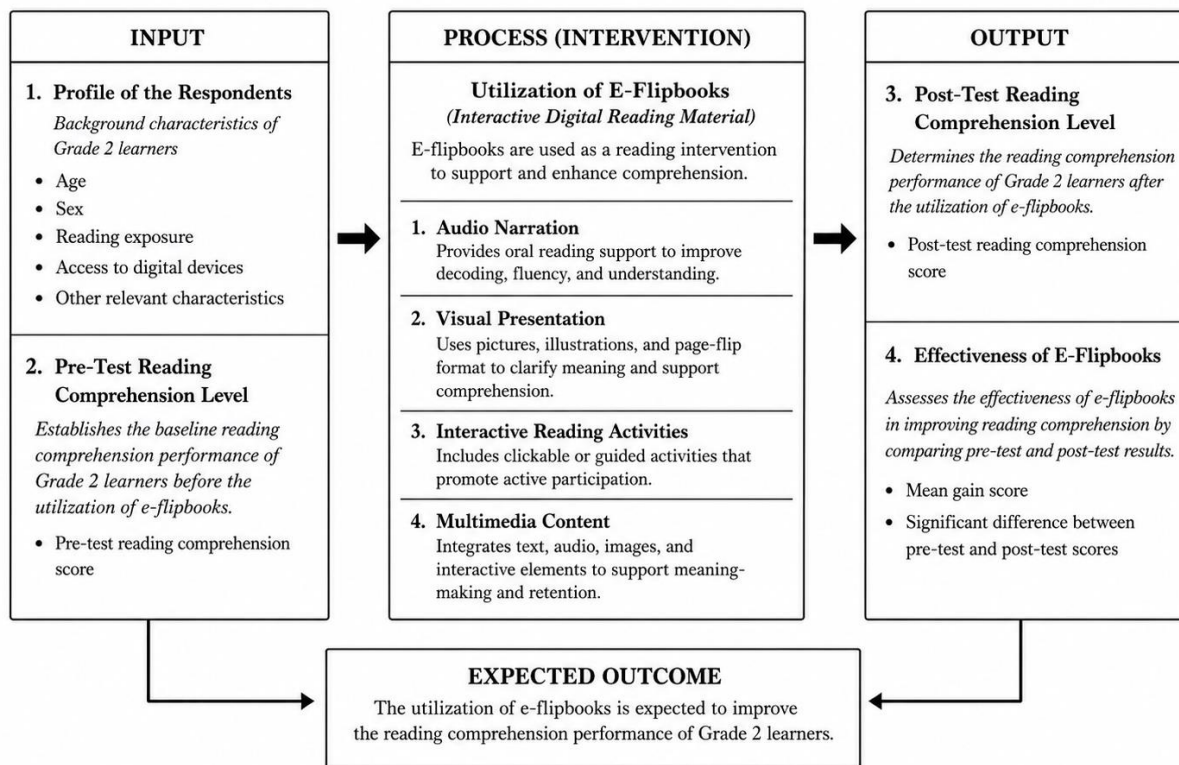 INPUT
1. Profile of the Respondents
Background characteristics of
Grade 2 learners
• Age
• Sex
• Reading exposure
• Access to digital devices
• Other relevant characteristics
2. Pre-Test Reading
Comprehension Level
Establishes the baseline reading
comprehension performance of
Grade 2 learners before the
utilization of e-flipbooks.
• Pre-test reading comprehension
score
PROCESS (INTERVENTION)
Utilization of E-Flipbooks
(Interactive Digital Reading Material)
E-flipbooks are used as a reading intervention
to support and enhance comprehension.
1. Audio Narration
Provides oral reading support to improve
decoding, fluency, and understanding.
2. Visual Presentation
Uses pictures, illustrations, and page-flip
format to clarify meaning and support
comprehension.
3. Interactive Reading Activities
Includes clickable or guided activities that
promote active participation.
4. Multimedia Content
Integrates text, audio, images, and
interactive elements to support meaning-
making and retention.
OUTPUT
3. Post-Test Reading
Comprehension Level
Determines the reading comprehension
performance of Grade 2 learners after
the utilization of e-flipbooks.
• Post-test reading comprehension
score
4. Effectiveness of E-Flipbooks
Assesses the effectiveness of e-flipbooks
in improving reading comprehension by
comparing pre-test and post-test results.
• Mean gain score
• Significant difference between
pre-test and post-test scores
EXPECTED OUTCOME
The utilization of e-flipbooks is expected to improve
the reading comprehension performance of Grade 2 learners.